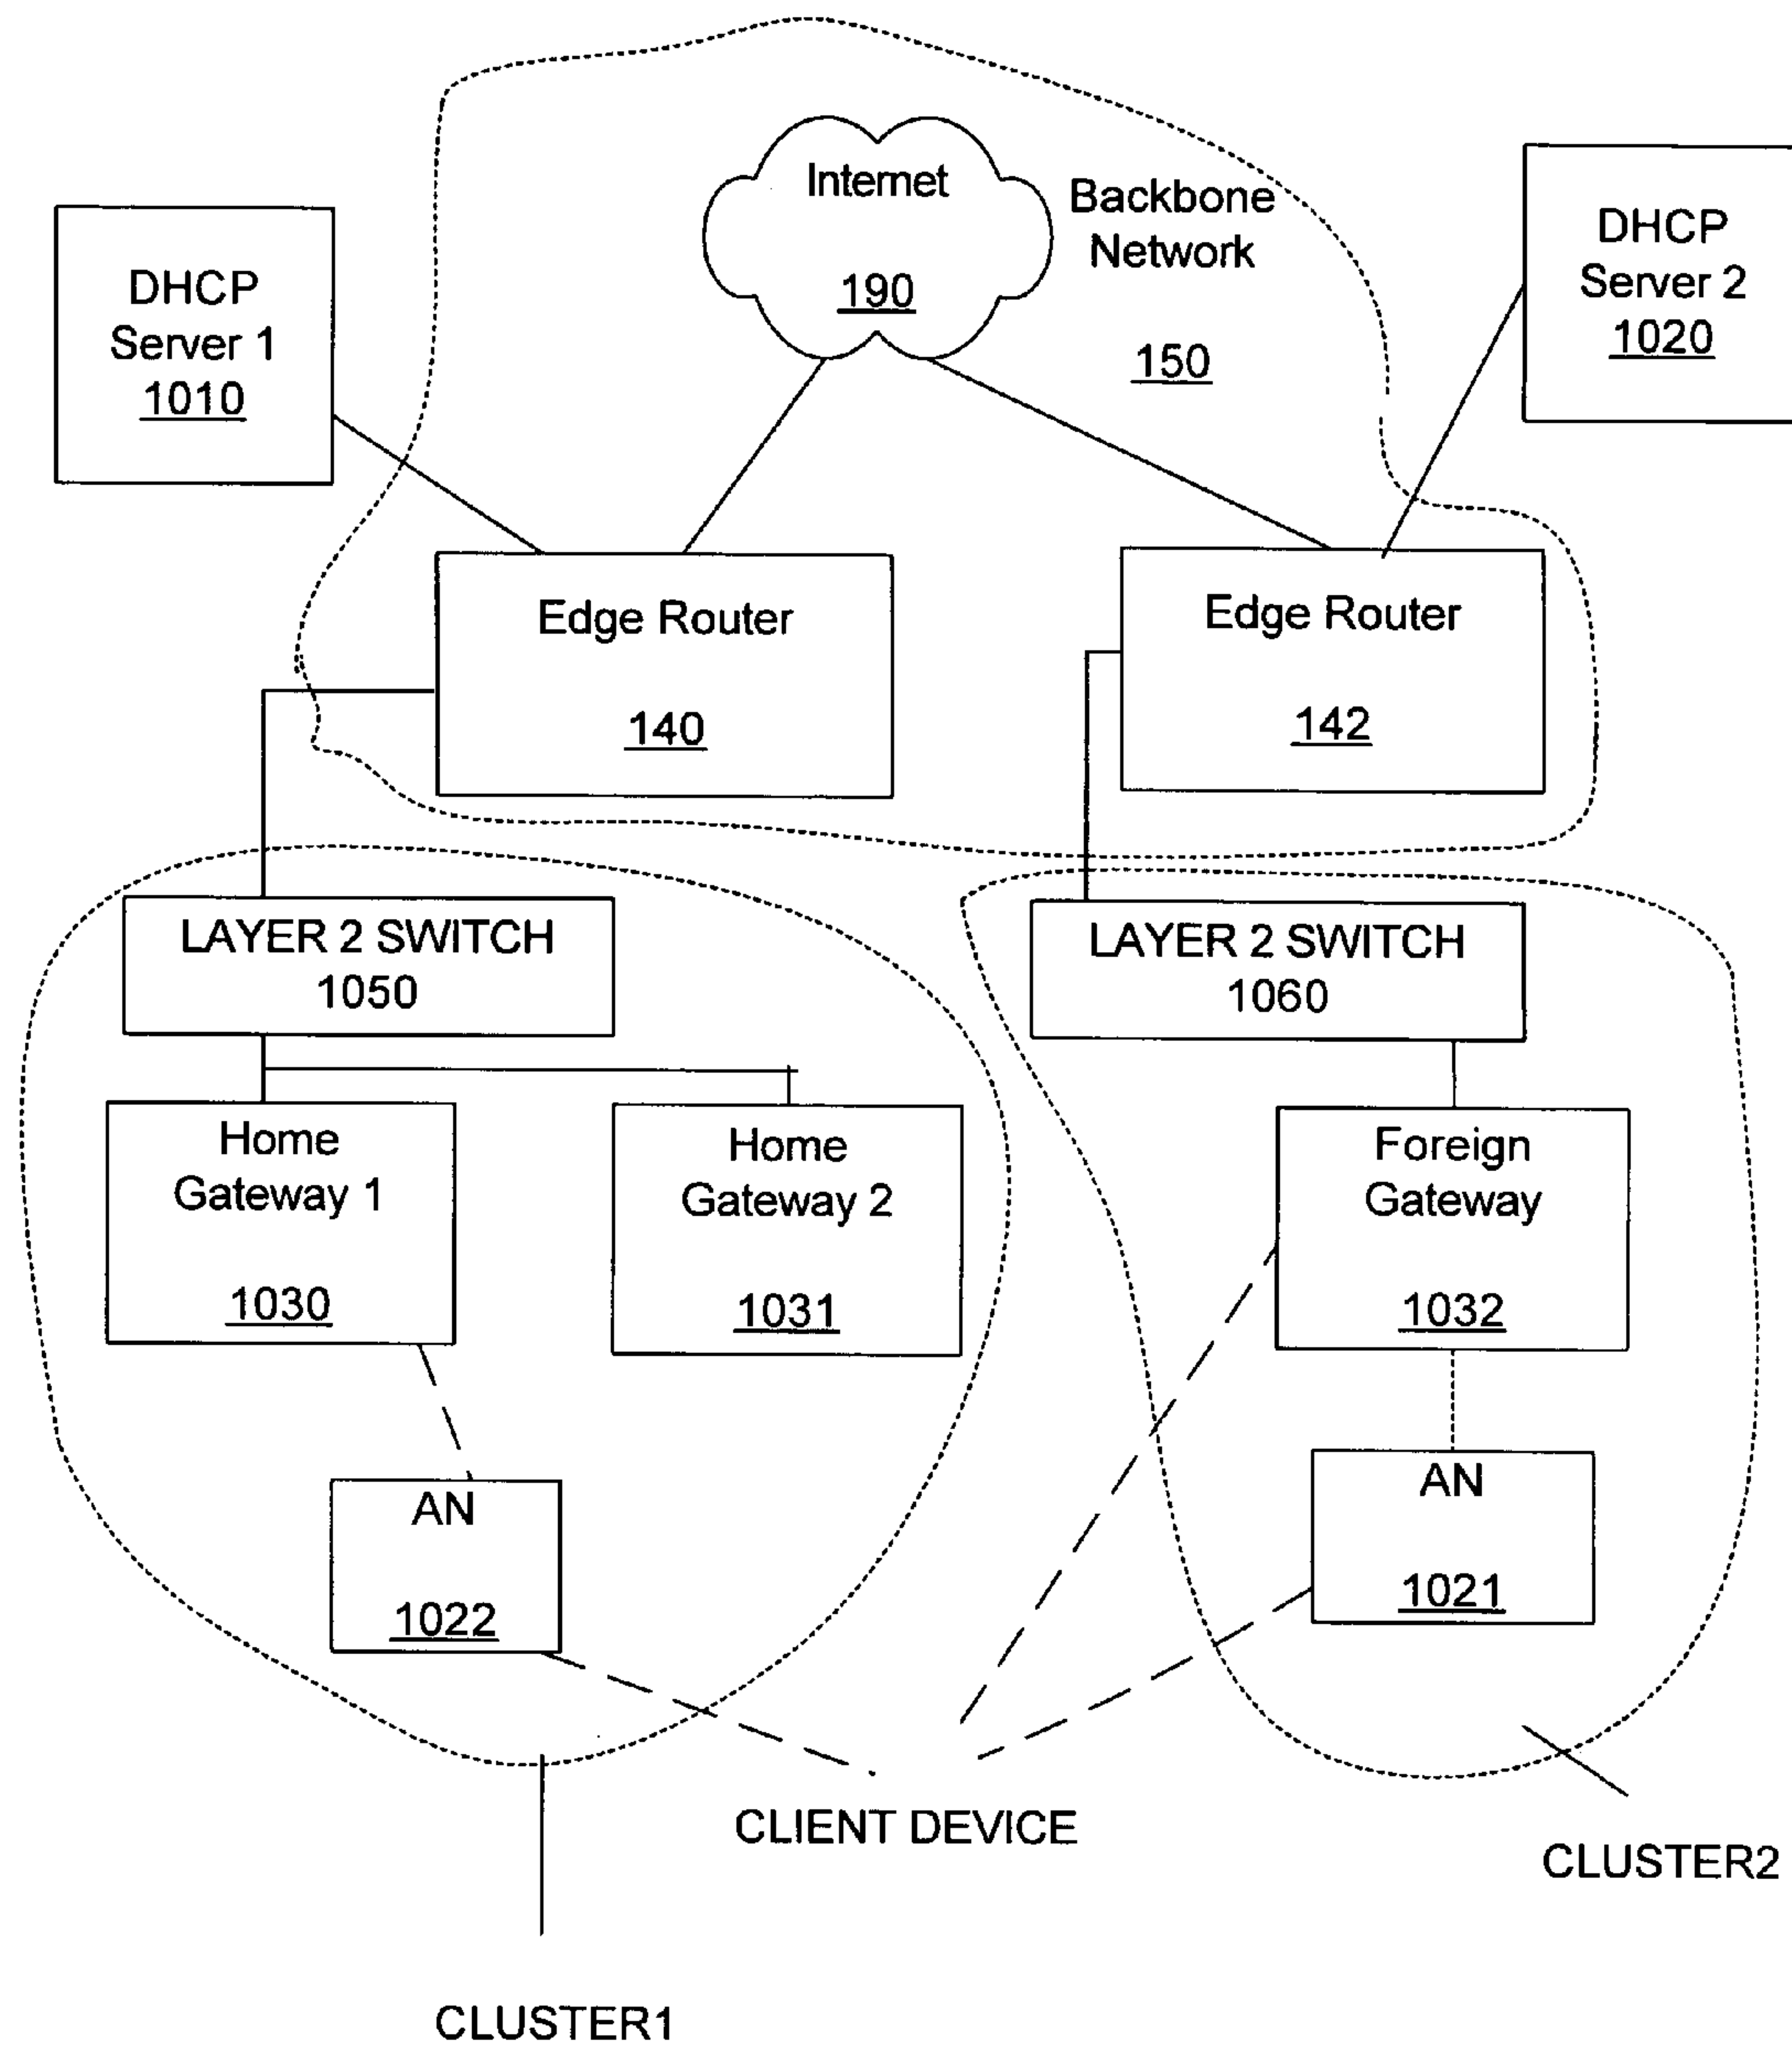 Internet
190
Backbone
Network
150
DHCP
Server 1
1010
DHCP
Server 2
1020
Edge Router
140
Edge Router
142
LAYER 2 SWITCH
1050
LAYER 2 SWITCH
1060
Home
Gateway 1
1030
Home
Gateway 2
1031
Foreign
Gateway
1032
AN
1022
AN
1021
CLIENT DEVICE
CLUSTER2
CLUSTER1